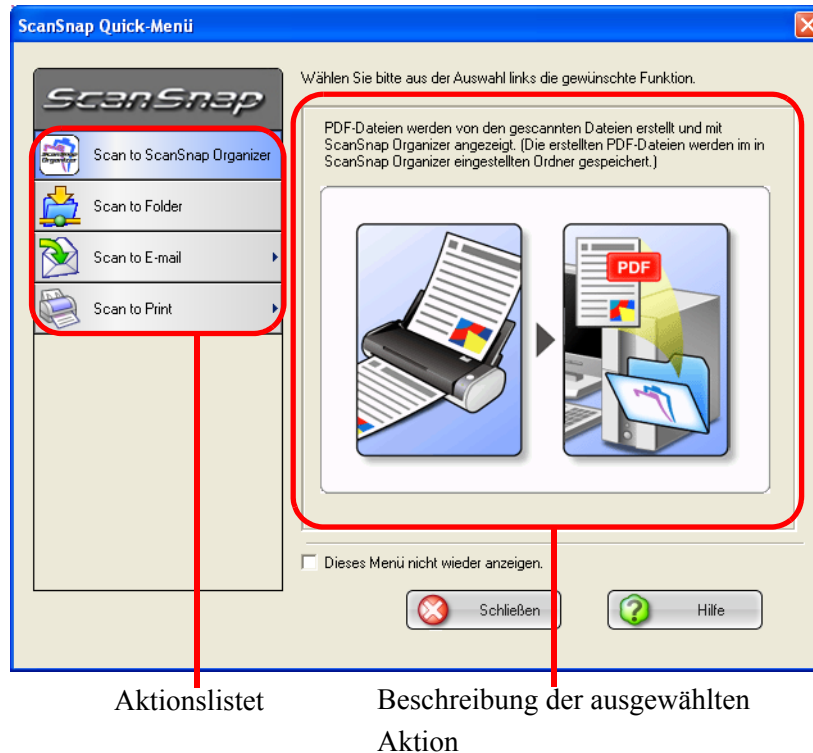 ScanSnap Quick-Menü
ScanSnap
Scan to ScanSnap Organizer
Scan to Folder
Scan to E-mail
Scan to Print
Wählen Sie bitte aus der Auswahl links die gewünschte Funktion.
PDF-Dateien werden von den gescannten Dateien erstellt und mit
ScanSnap Organizer angezeigt. (Die erstellten PDF-Dateien werden im in
ScanSnap Organizer eingestellten Ordner gespeichert.)
PDF
Dieses Menü nicht wieder anzeigen.
Schließen
Hilfe
Aktionslistet
Beschreibung der ausgewählten
Aktion